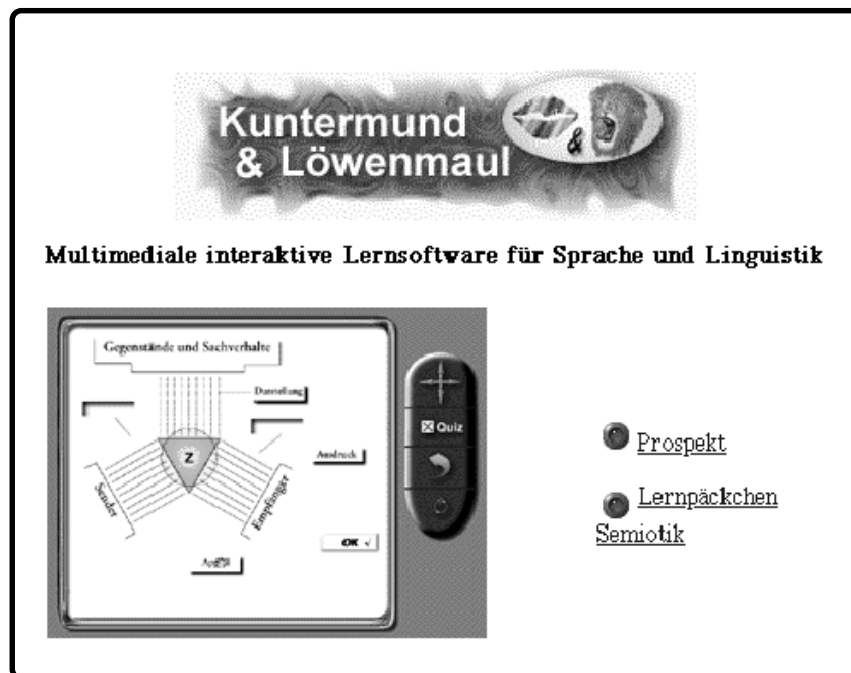 Kuntermund
& Löwenmaul
&
Multimediale interaktive Lernsoftware für Sprache und Linguistik
Gegenstände und Sachverhalte
Darstellung
Z
Sender
Empfänger
Ausdruck
OK √
Quiz
Prospekt
Lernpäckchen
Semiotik